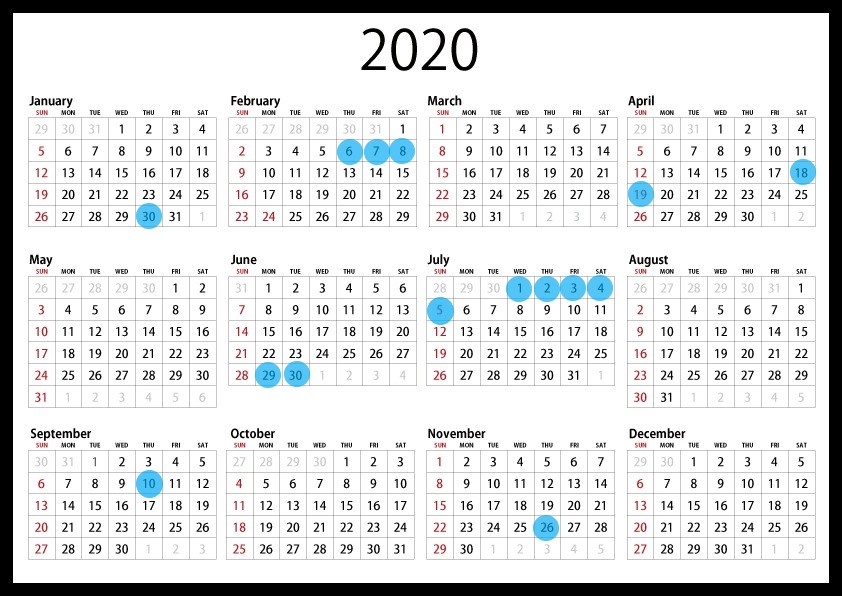 2020
January
SUN MON TUE WED THU FRI SAT
29 30 31 1 2 3 4
5 6 7 8 9 10 11
12 13 14 15 16 17 18
19 20 21 22 23 24 25
26 27 28 29 30 31 1
February
SUN MON TUE WED THU FRI SAT
26 27 28 29 30 31 1
2 3 4 5 6 7 8
9 10 11 12 13 14 15
16 17 18 19 20 21 22
23 24 25 26 27 28 29
March
SUN MON TUE WED THU FRI SAT
1 2 3 4 5 6 7
8 9 10 11 12 13 14
15 16 17 18 19 20 21
22 23 24 25 26 27 28
29 30 31 1 2 3 4
April
SUN MON TUE WED THU FRI SAT
29 30 31 1 2 3 4
5 6 7 8 9 10 11
12 13 14 15 16 17 18
19 20 21 22 23 24 25
26 27 28 29 30 1 2
May
SUN MON TUE WED THU FRI SAT
26 27 28 29 30 1 2
3 4 5 6 7 8 9
10 11 12 13 14 15 16
17 18 19 20 21 22 23
24 25 26 27 28 29 30
31 1 2 3 4 5 6
June
SUN MON TUE WED THU FRI SAT
31 1 2 3 4 5 6
7 8 9 10 11 12 13
14 15 16 17 18 19 20
21 22 23 24 25 26 27
28 29 30 1 2 3 4
July
SUN MON TUE WED THU FRI SAT
28 29 30 1 2 3 4
5 6 7 8 9 10 11
12 13 14 15 16 17 18
19 20 21 22 23 24 25
26 27 28 29 30 31 1
August
SUN MON TUE WED THU FRI SAT
26 27 28 29 30 31 1
2 3 4 5 6 7 8
9 10 11 12 13 14 15
16 17 18 19 20 21 22
23 24 25 26 27 28 29
30 31 1 2 3 4 5
September
SUN MON TUE WED THU FRI SAT
30 31 1 2 3 4 5
6 7 8 9 10 11 12
13 14 15 16 17 18 19
20 21 22 23 24 25 26
27 28 29 30 1 2 3
October
SUN MON TUE WED THU FRI SAT
27 28 29 30 1 2 3
4 5 6 7 8 9 10
11 12 13 14 15 16 17
18 19 20 21 22 23 24
25 26 27 28 29 30 31
November
SUN MON TUE WED THU FRI SAT
1 2 3 4 5 6 7
8 9 10 11 12 13 14
15 16 17 18 19 20 21
22 23 24 25 26 27 28
29 30 1 2 3 4 5
December
SUN MON TUE WED THU FRI SAT
29 30 1 2 3 4 5
6 7 8 9 10 11 12
13 14 15 16 17 18 19
20 21 22 23 24 25 26
27 28 29 30 31 1 2